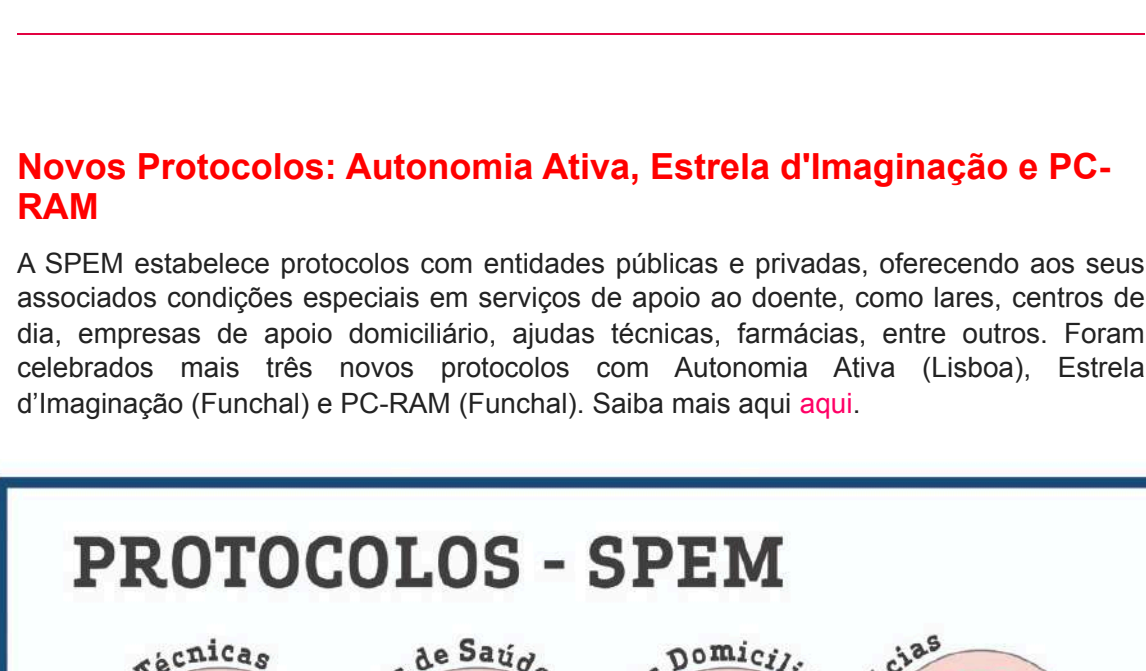 Novos Protocolos: Autonomia Ativa, Estrela d'Imaginação e PC-
RAM
A SPEM estabelece protocolos com entidades públicas e privadas, oferecendo aos seus
associados condições especiais em serviços de apoio ao doente, como lares, centros de
dia, empresas de apoio domiciliário, ajudas técnicas, farmácias, entre outros. Foram
celebrados mais três novos protocolos com Autonomia Ativa (Lisboa), Estrela
d’Imaginação (Funchal) e PC-RAM (Funchal). Saiba mais aqui aqui.
PROTOCOLOS - SPEM
Técnicas
de Saúde